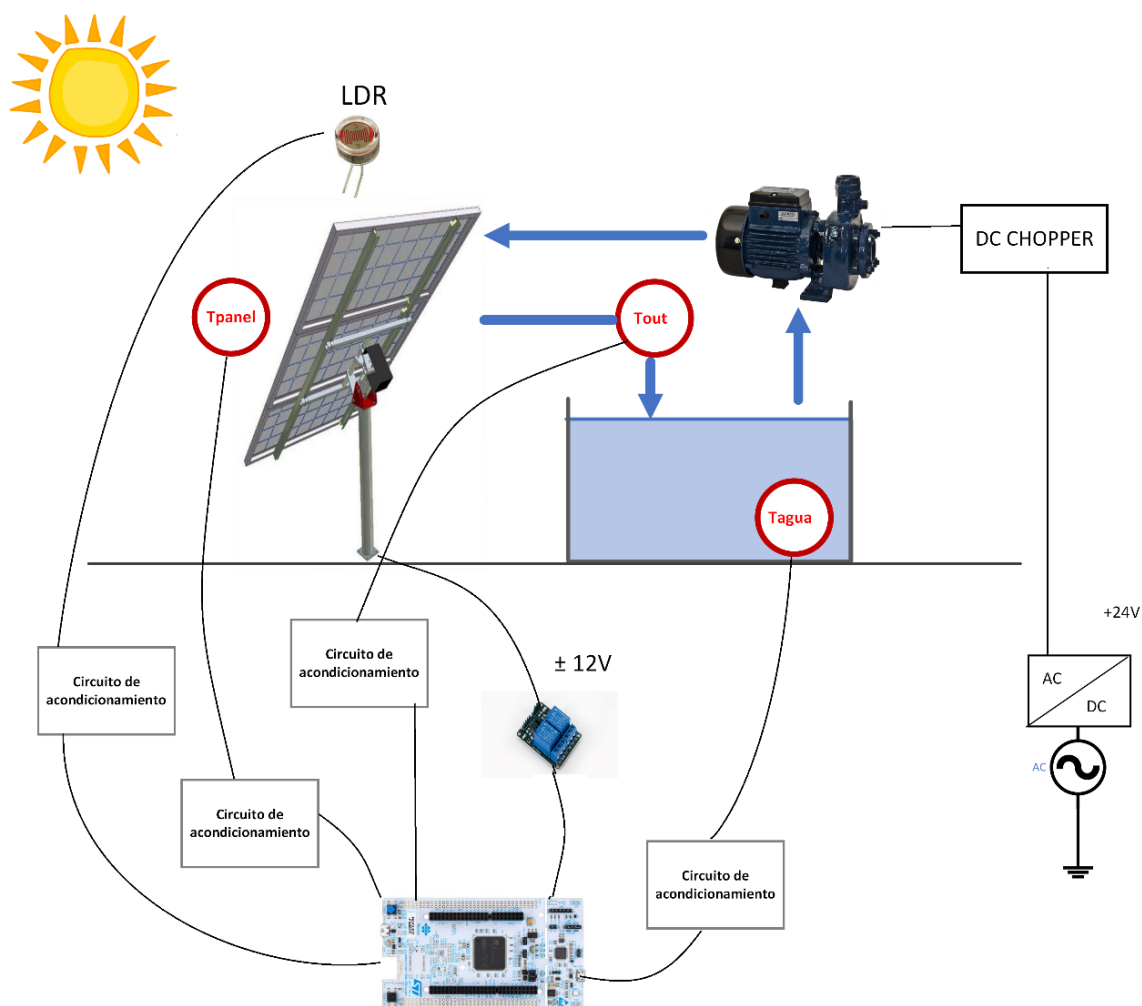 LDR
DC CHOPPER
Tpanel
Tout
Tagua
+24V
Circuito de
acondicionamiento
± 12V
Circuito de
acondicionamiento
AC
DC
AC
Circuito de
acondicionamiento
Circuito de
acondicionamiento